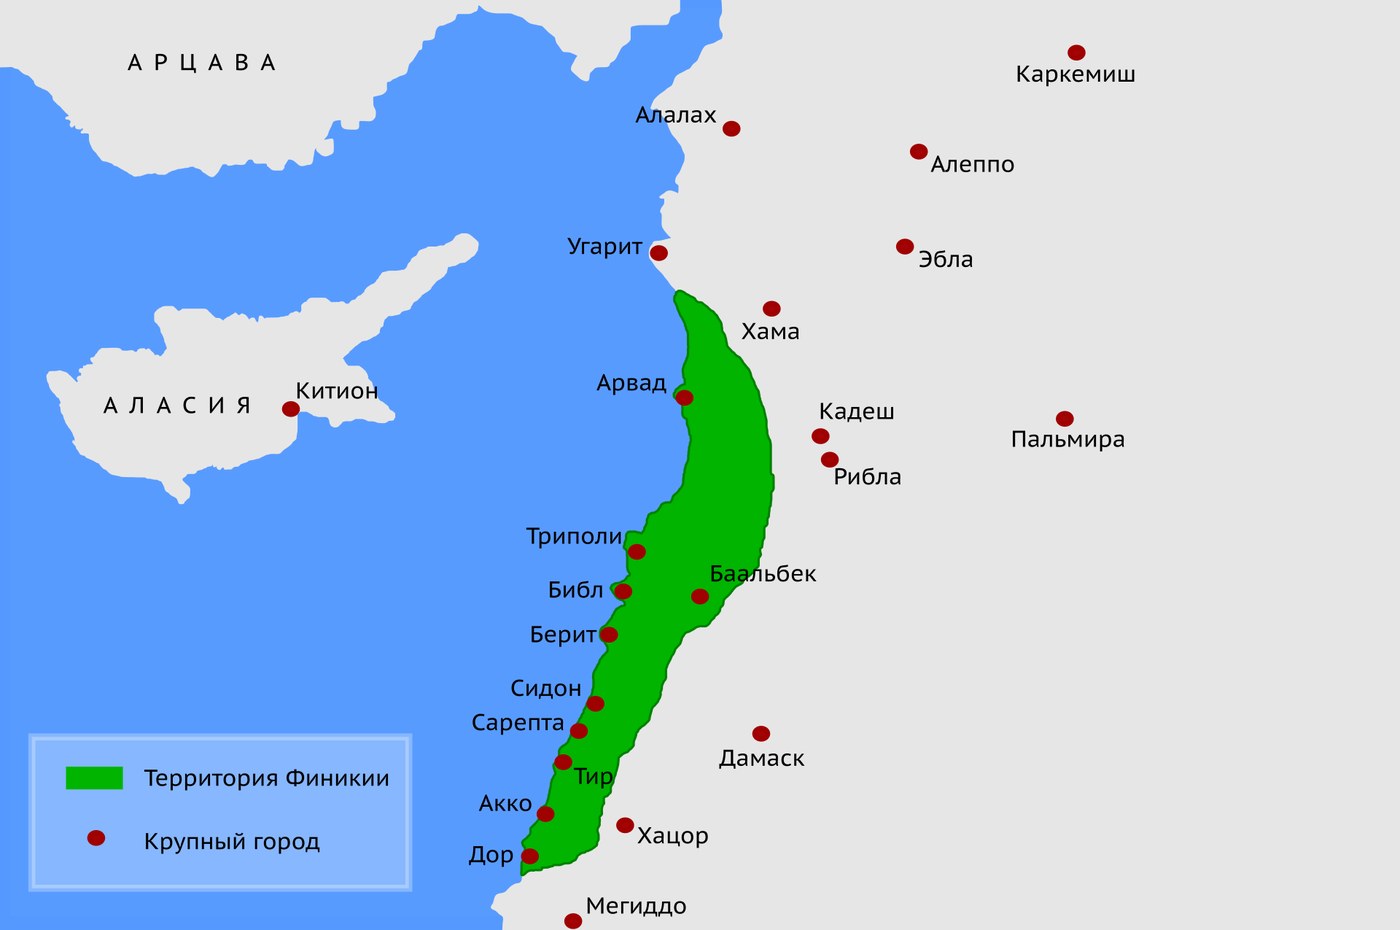 АРЦАВА
Каркемиш
Алалах
Алеппо
Угарит
Эбла
Хама
Арвад
Китион
АЛАСИЯ
Кадеш
Пальмира
Рибла
Триполи
Баальбек
Библ
Берит
Сидон
Сарепта
Дамаск
Тир
Территория Финикии
Акко
Хацор
Крупный город
Дор
Мегиддо